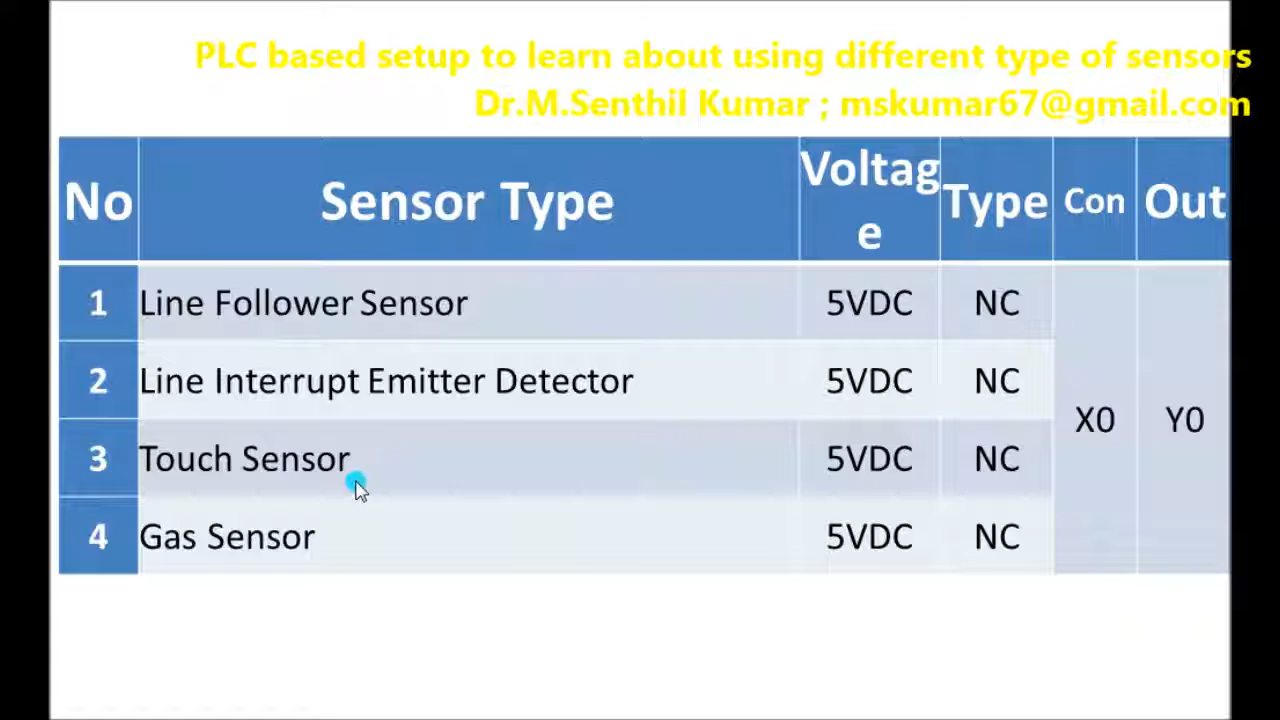 PLC based setup to learn about using different type of sensors
Dr.M.Senthil Kumar ; mskumar67@gmail.com
No Sensor Type Voltag
e Type Con Out
1 Line Follower Sensor 5VDC NC
2 Line Interrupt Emitter Detector 5VDC NC
X0 Y0
3 Touch Sensor 5VDC NC
4 Gas Sensor 5VDC NC